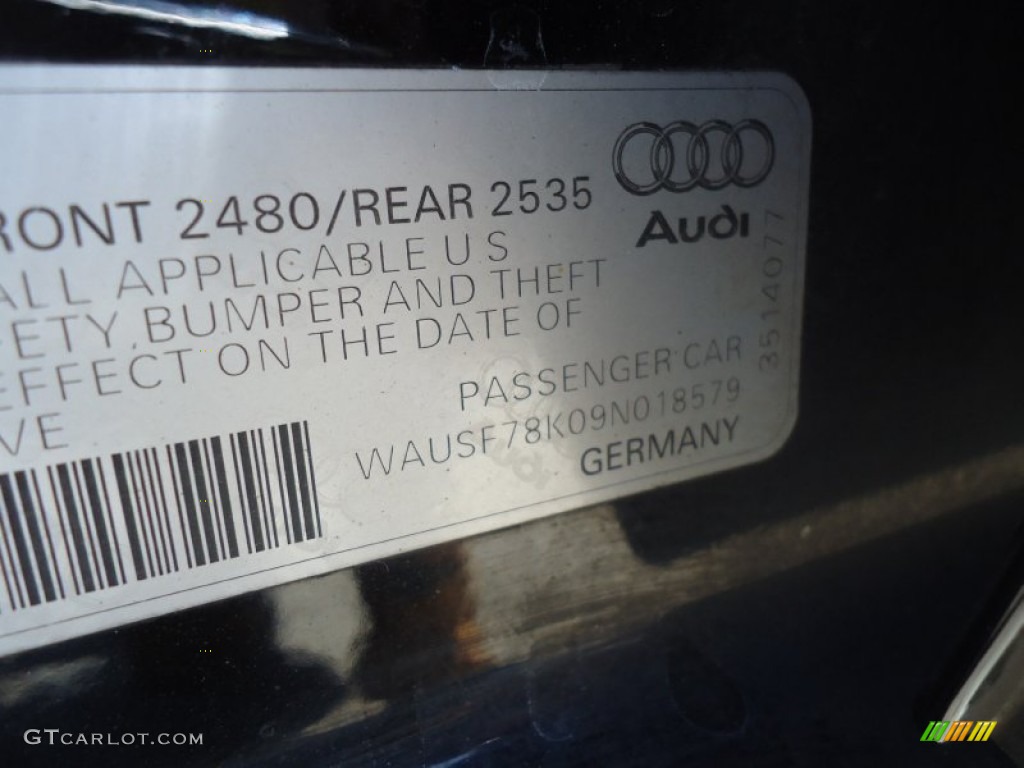 RONT 2480/REAR 2535
Audi
ALL APPLICABLE U.S
ETY, BUMPER AND THEFT
EFFECT ON THE DATE OF
VE
PASSENGER CAR
WAUSF78K09N018579
GERMANY
3514077
GTCARLOT.COM